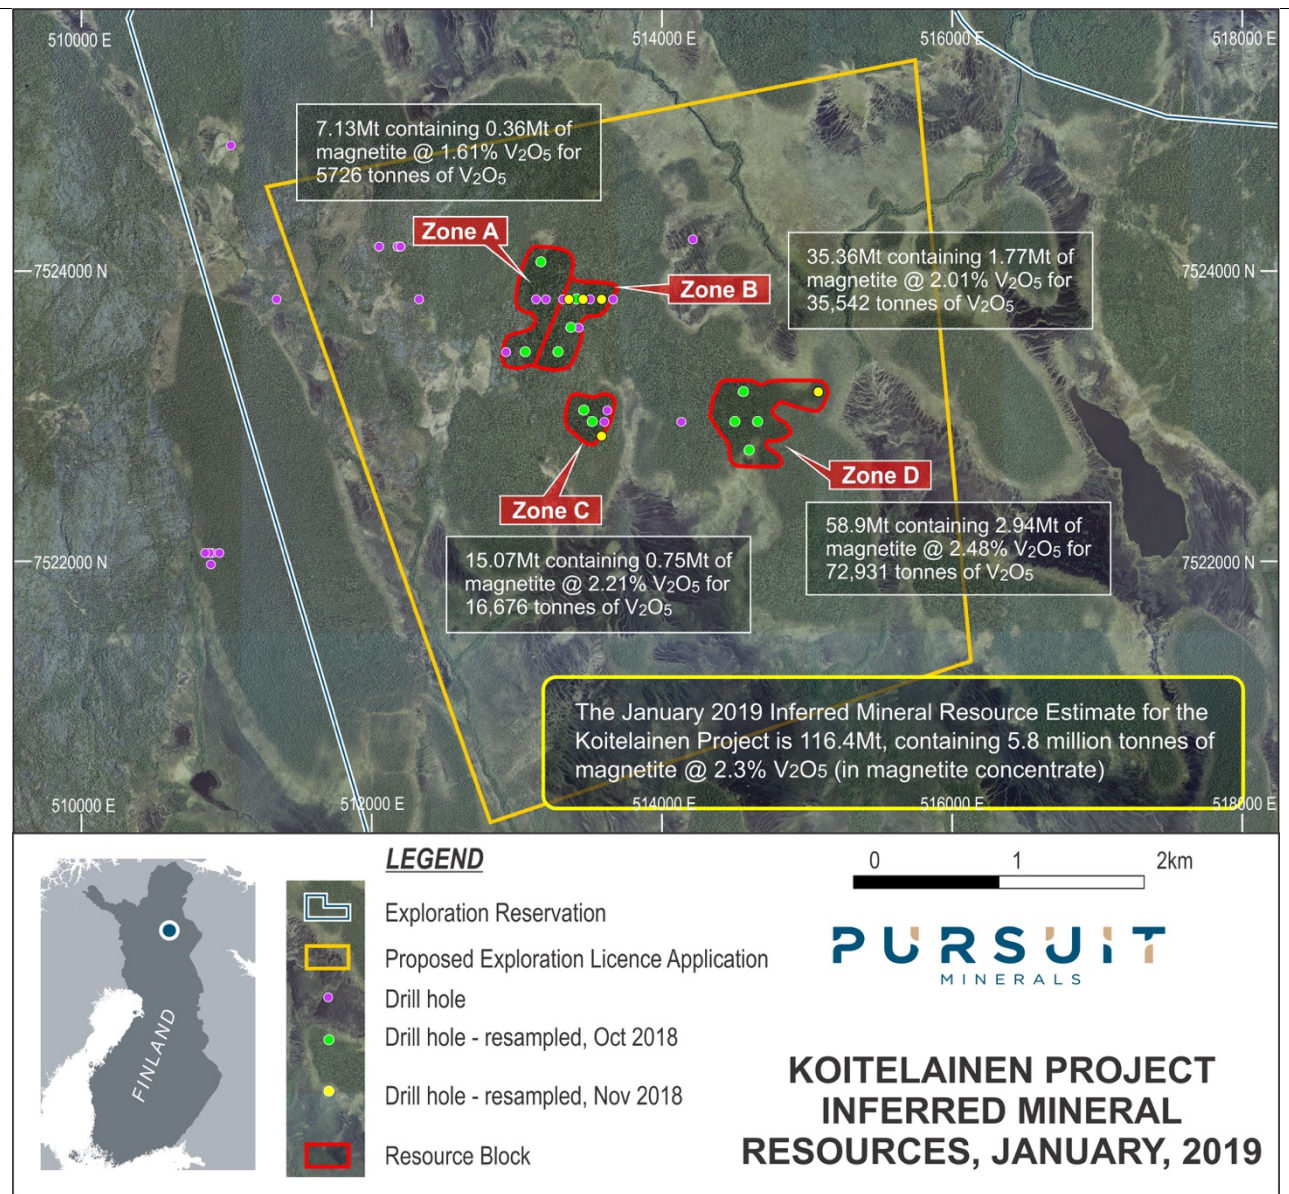 510000 E
514000 E
516000 E
518000 E
7.13Mt containing 0.36Mt of
magnetite @ 1.61% V2O5 for
5726 tonnes of V2O5
Zone A
Zone B
35.36Mt containing 1.77Mt of
magnetite @ 2.01% V2O5 for
35,542 tonnes of V2O5
7524000 N
7524000 N
Zone D
Zone C
58.9Mt containing 2.94Mt of
magnetite @ 2.48% V2O5 for
72,931 tonnes of V2O5
15.07Mt containing 0.75Mt of
magnetite @ 2.21% V2O5 for
16,676 tonnes of V2O5
7522000 N
7522000 N
The January 2019 Inferred Mineral Resource Estimate for the
Koitelainen Project is 116.4Mt, containing 5.8 million tonnes of
magnetite @ 2.3% V2O5 (in magnetite concentrate)
510000 E
512000 E
514000 E
516000 E
518000 E
LEGEND
Exploration Reservation
Proposed Exploration Licence Application
Drill hole
Drill hole - resampled, Oct 2018
Drill hole - resampled, Nov 2018
Resource Block
FINLAND
0 1 2km
PURSUIT
MINERALS
KOITELAINEN PROJECT
INFERRED MINERAL
RESOURCES, JANUARY, 2019